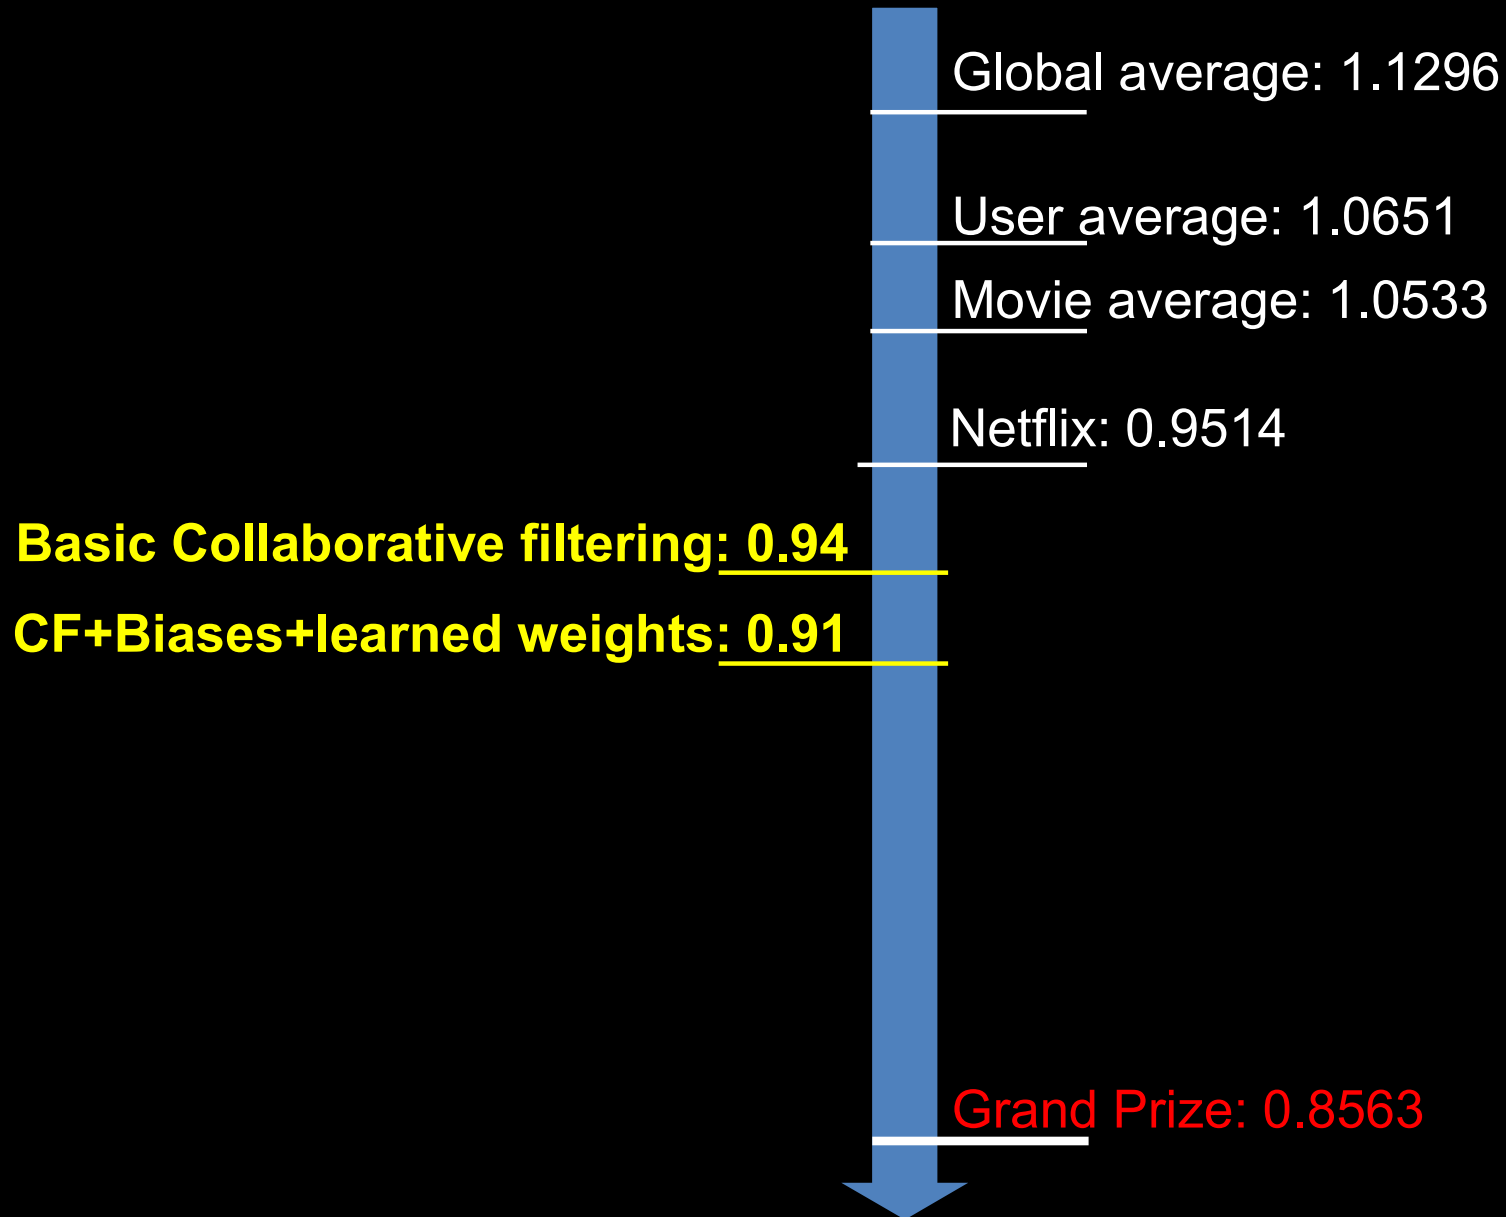 Global average: 1.1296
User average: 1.0651
Movie average: 1.0533
Netflix: 0.9514
Basic Collaborative filtering: 0.94
CF+Biases+learned weights: 0.91
Grand Prize: 0.8563